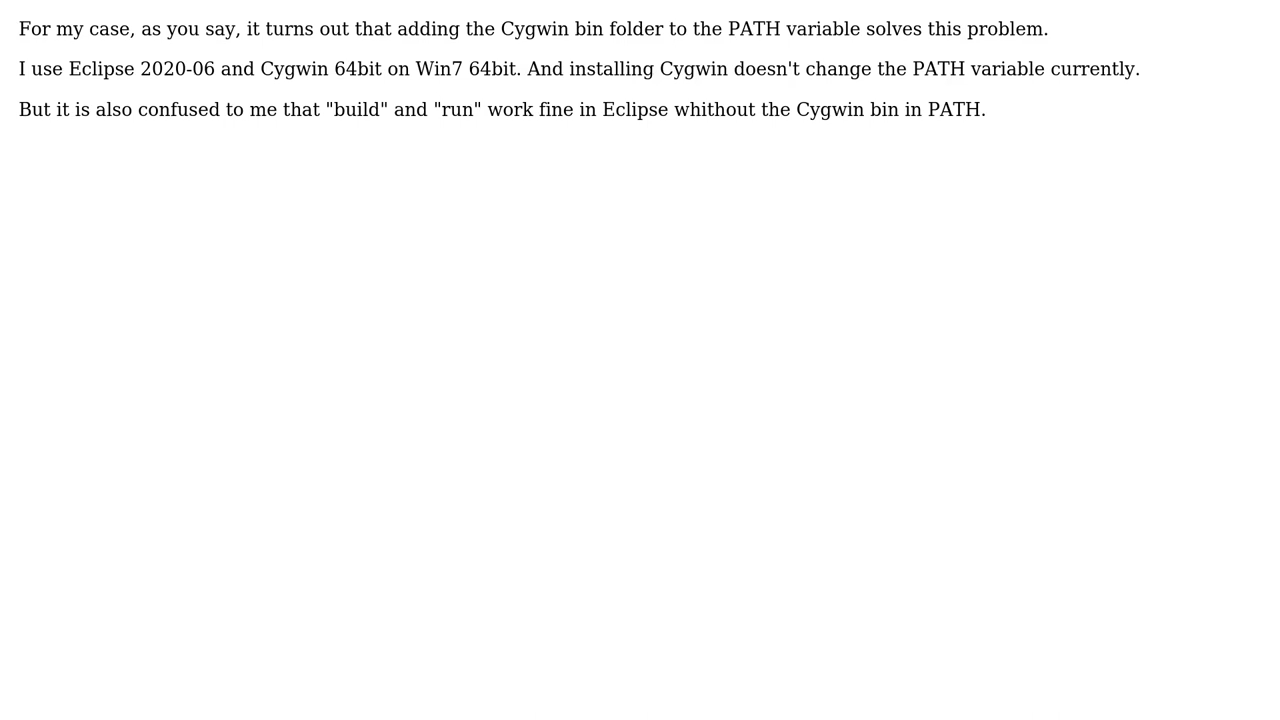 For my case, as you say, it turns out that adding the Cygwin bin folder to the PATH variable solves this problem.
I use Eclipse 2020-06 and Cygwin 64bit on Win7 64bit. And installing Cygwin doesn't change the PATH variable currently.
But it is also confused to me that "build" and "run" work fine in Eclipse whithout the Cygwin bin in PATH.